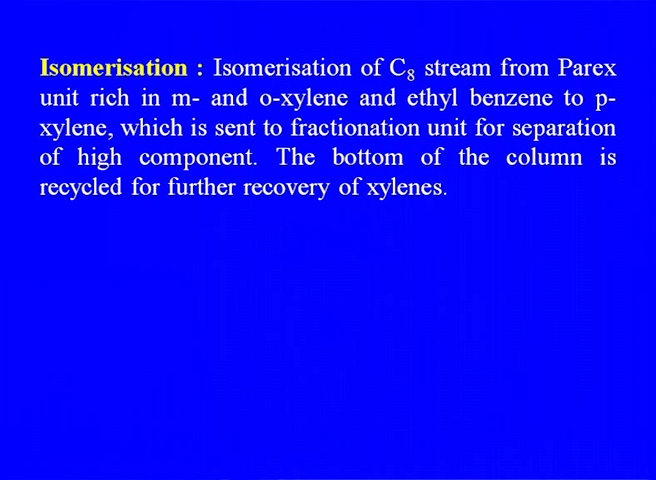 Isomerisation : Isomerisation of C₈ stream from Parex
unit rich in m- and o-xylene and ethyl benzene to p-
xylene, which is sent to fractionation unit for separation
of high component. The bottom of the column is
recycled for further recovery of xylenes.